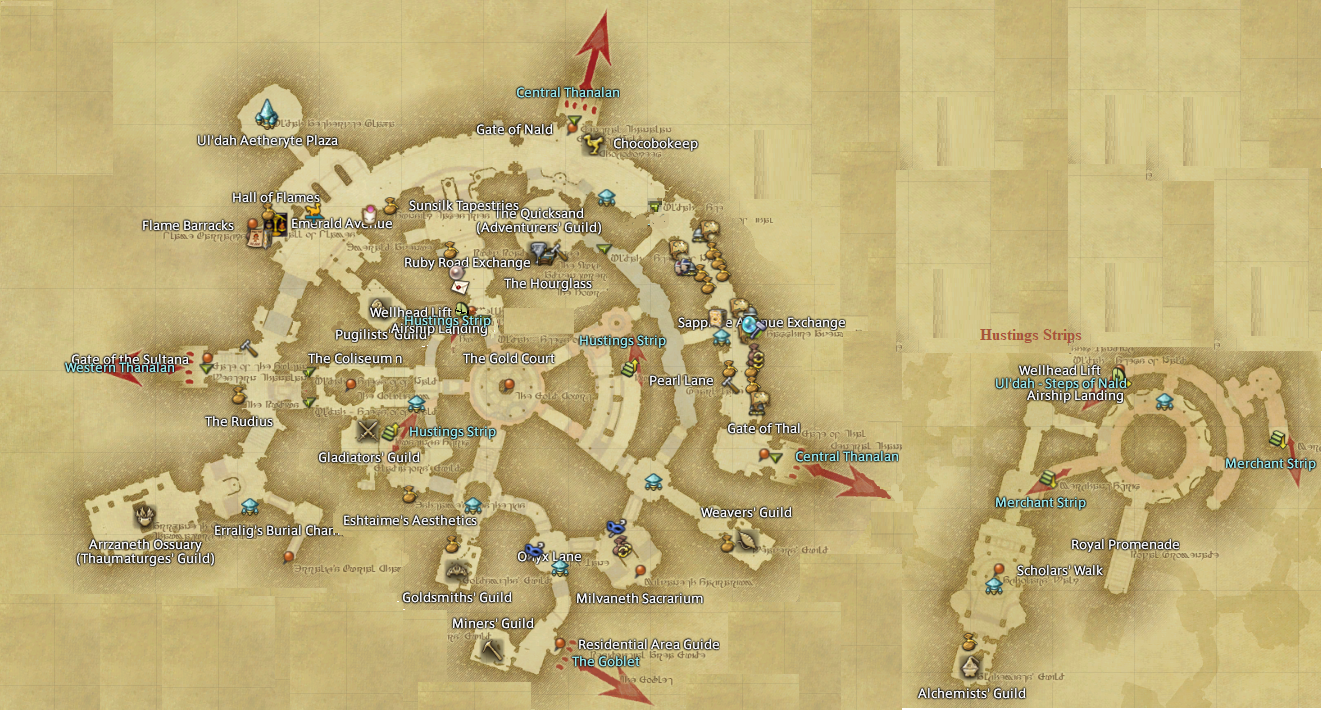 Central Thanalan
Gate of Nald
Chocobokeep
Ul'dah Aetheryte Plaza
Hall of Flames
Sunsilk Tapestries
Flame Barracks
Emerald Avenue
The Quicksand
(Adventurers' Guild)
Ruby Road Exchange
The Hourglass
Wellhead Lift
Hustings Strip
Airship Landing
Pugilists' Guild
Hustings Strip
Exchange
Gate of the Sultana
Western Thanalan
The Coliseum
The Gold Court
Pearl Lane
The Rudius
Hustings Strip
Gate of Thal
Gladiators' Guild
Central Thanalan
Eshtaime's Aesthetics
Weavers' Guild
Erralig's Burial Cham...
Arrzaneth Ossuary
(Thaumaturges' Guild)
Onyx Lane
Goldsmiths' Guild
Milvaneth Sacrarium
Miners' Guild
Residential Area Guide
The Goblet
Hustings Strips
Wellhead Lift
Ul'dah - Steps of Nald
Airship Landing
Merchant Strip
Merchant Strip
Royal Promenade
Scholars' Walk
Alchemists' Guild